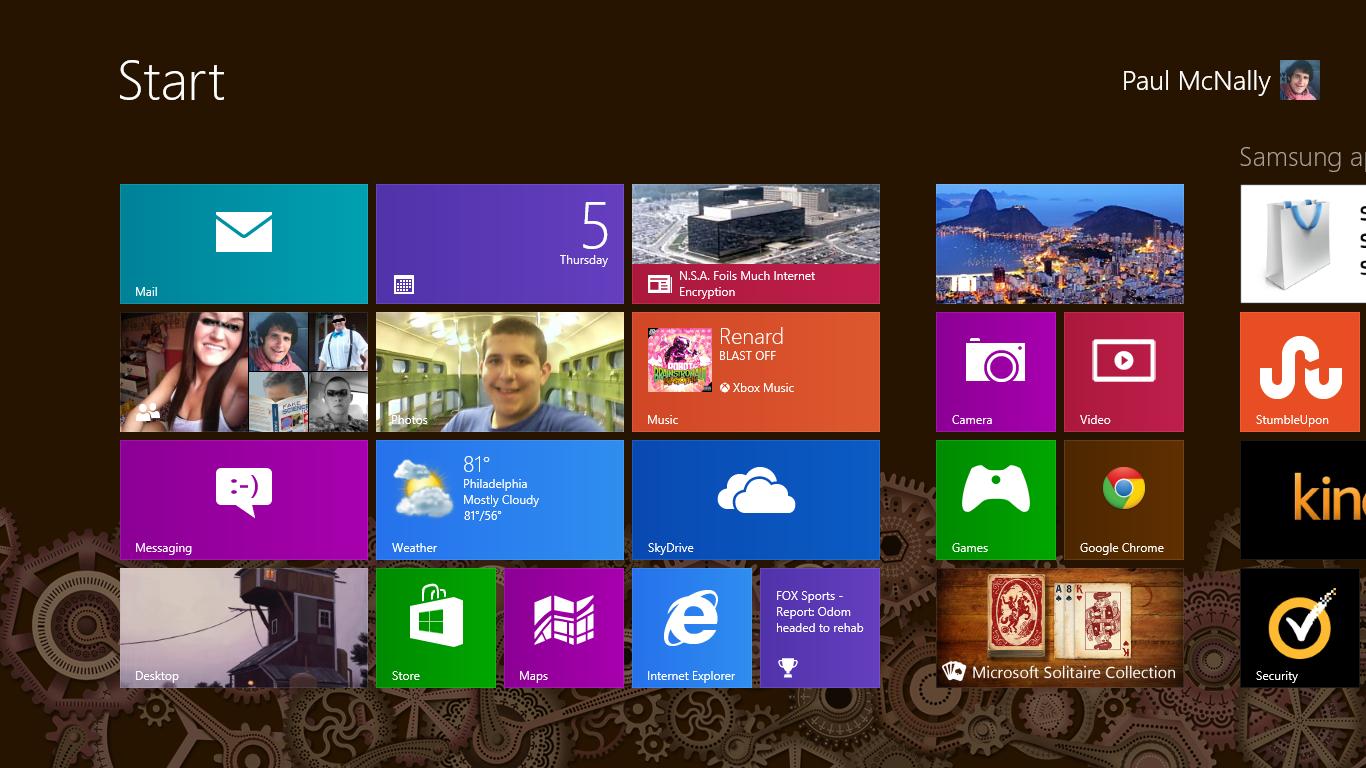 Start
Paul McNally
Samsung ap
Mail
5
Thursday
N.S.A. Foils Much Internet
Encryption
S
S
S
Photos
Renard
BLAST OFF
Xbox Music
Music
Camera
Video
StumbleUpon
:-)
Messaging
81°
Philadelphia
Mostly Cloudy
81°/56°
Weather
SkyDrive
Games
Google Chrome
kin
Desktop
Store
Maps
Internet Explorer
FOX Sports -
Report: Odom
headed to rehab
A 8 K
Microsoft Solitaire Collection
Security